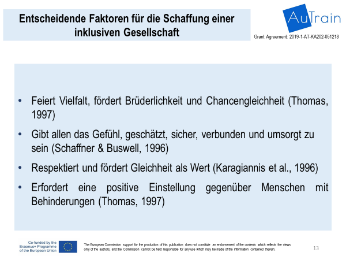 Entscheidende Faktoren für die Schaffung einer
inklusiven Gesellschaft
AuTrain
Grant Agreement: 2019-1-AT-KA202-051218
• Feiert Vielfalt, fördert Brüderlichkeit und Chancengleichheit (Thomas,
1997)
• Gibt allen das Gefühl, geschätzt, sicher, verbunden und umsorgt zu
sein (Schaffner & Buswell, 1996)
• Respektiert und fördert Gleichheit als Wert (Karagiannis et al., 1996)
• Erfordert eine positive Einstellung gegenüber Menschen mit
Behinderungen (Thomas, 1997)
Co-funded by the
Erasmus+ Programme
of the European Union
The European Commission support for the production of this publication does not constitute an endorsement of the contents which reflects the views
only of the authors, and the Commission cannot be held responsible for any use which may be made of the information contained therein.